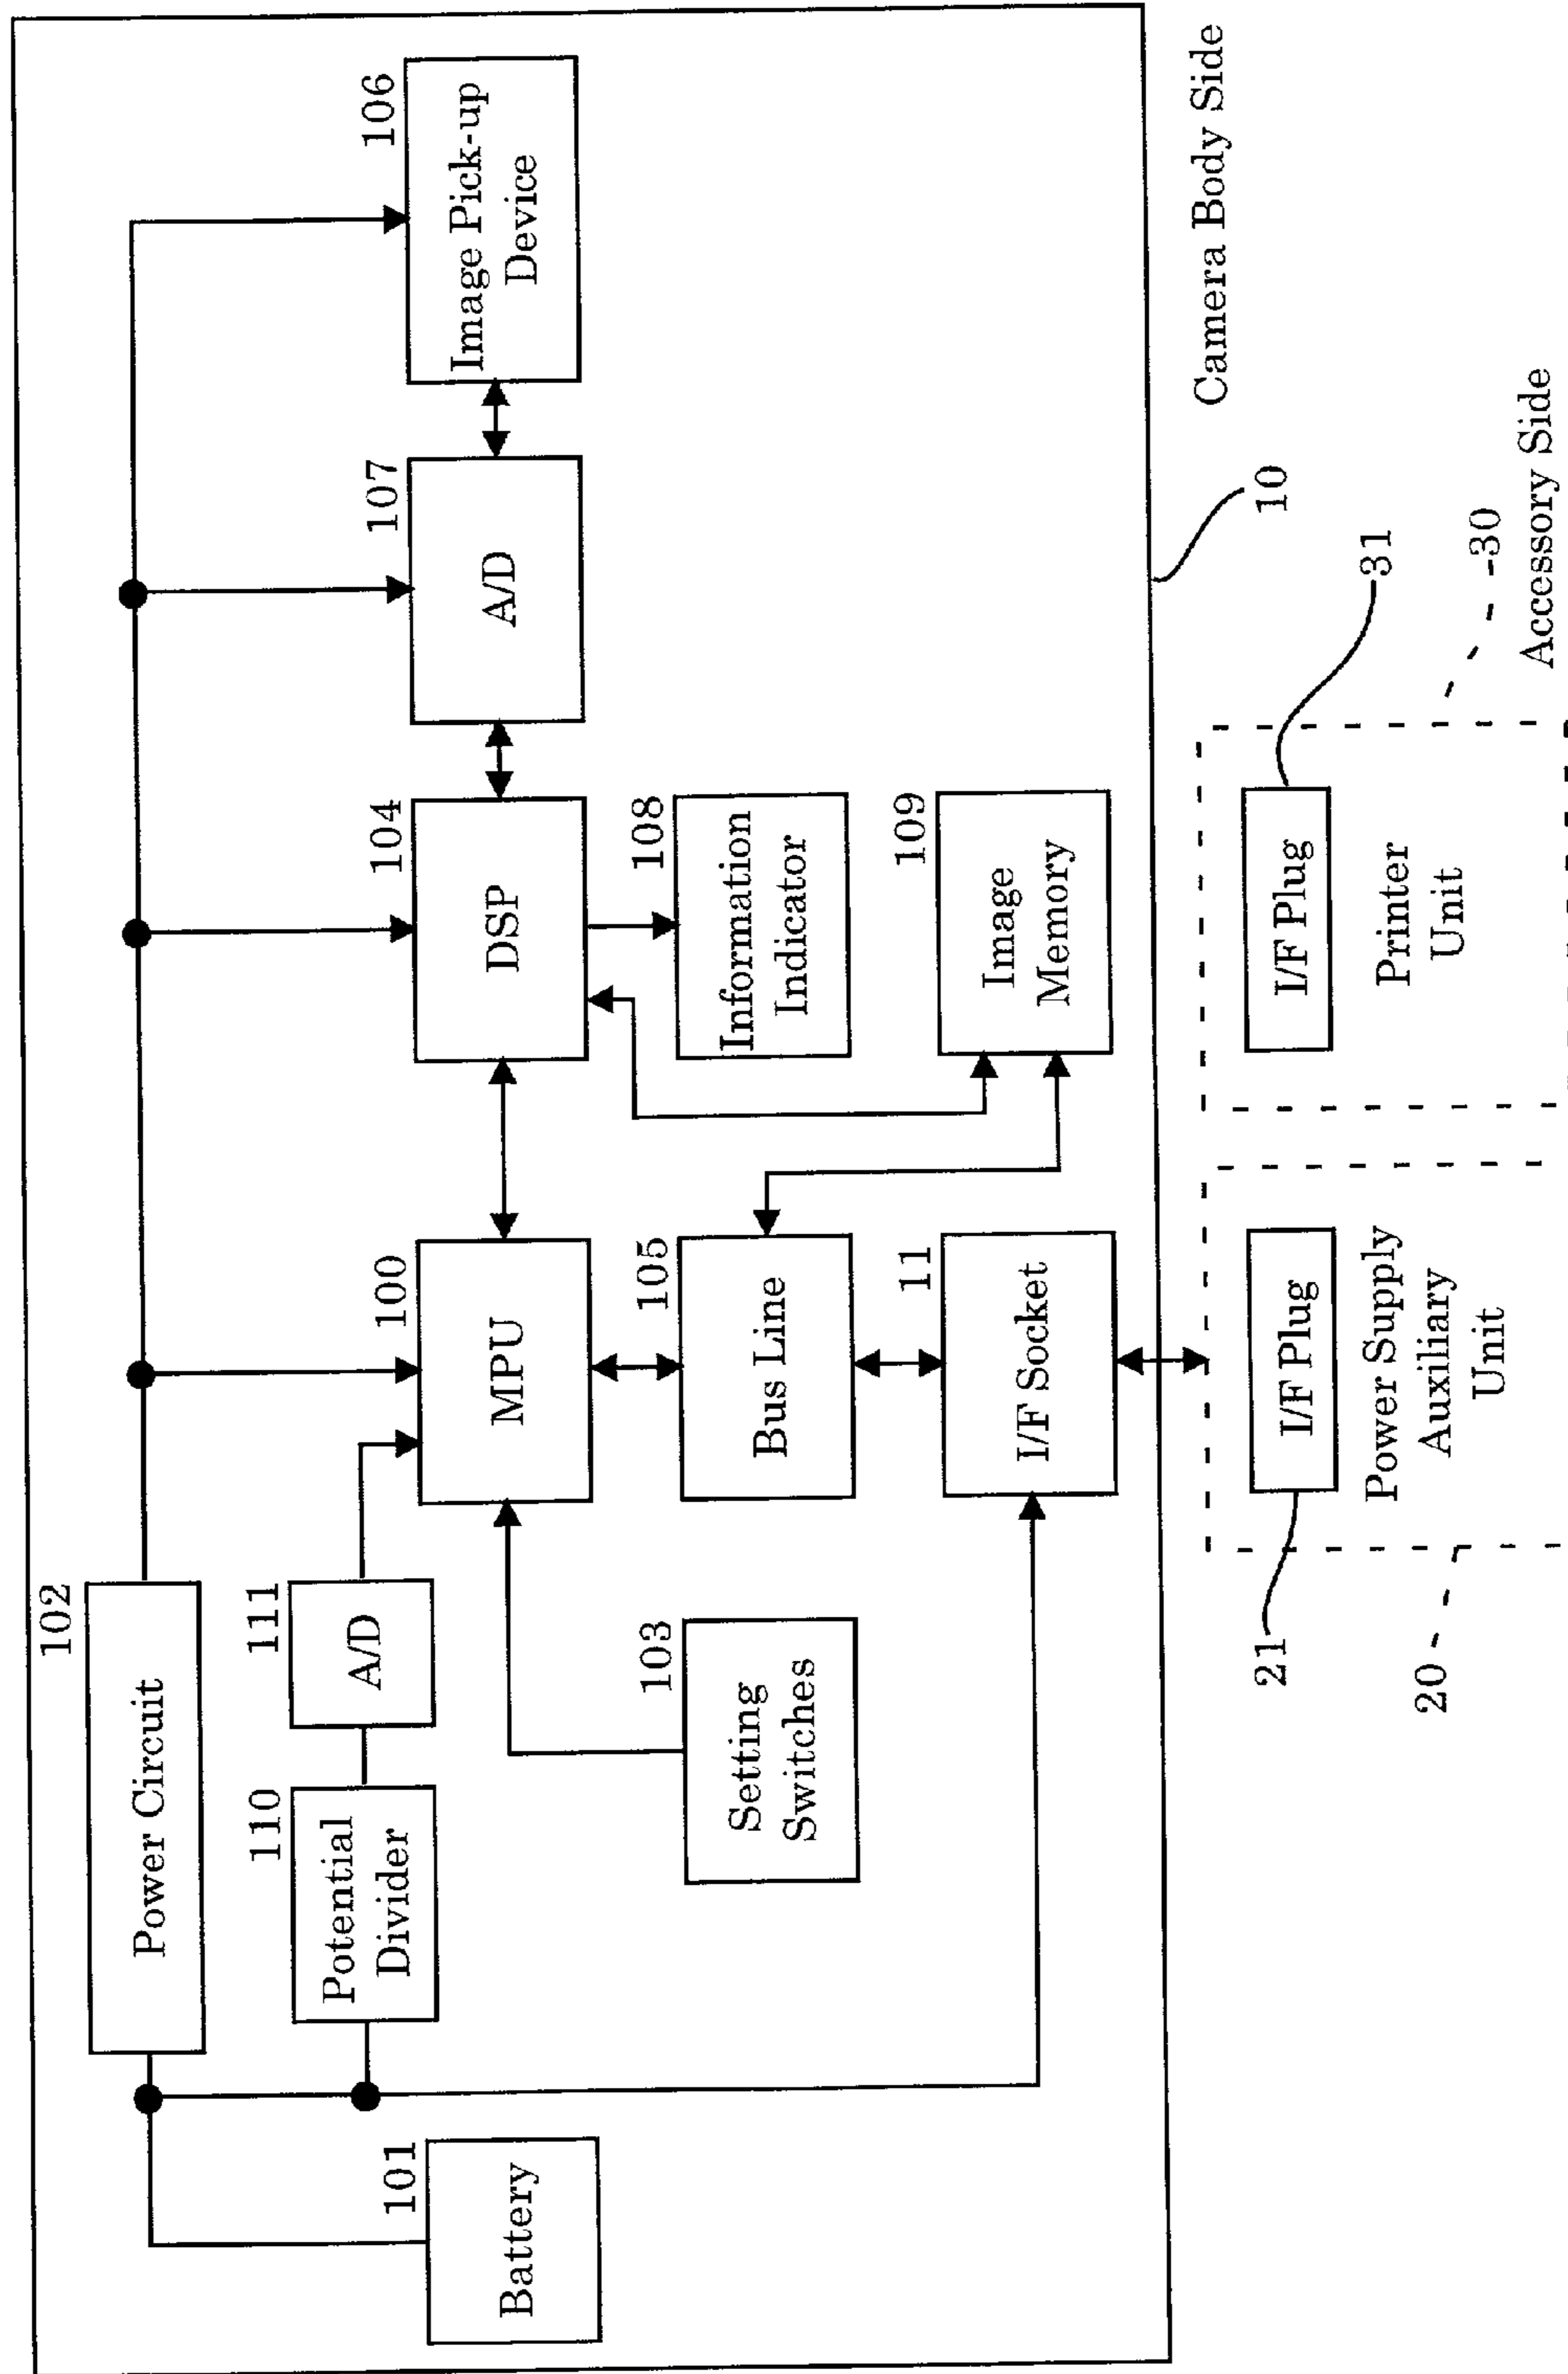 102
Power Circuit
111
A/D
110
Potential
Divider
101
Battery
103
Setting
Switches
100
MPU
105
Bus Line
11
I/F Socket
104
DSP
108
Information
Indicator
109
Image
Memory
107
A/D
106
Image Pick-up
Device
Camera Body Side
10
21
I/F Plug
20
Power Supply
Auxiliary
Unit
I/F Plug
31
Printer
Unit
30
Accessory Side